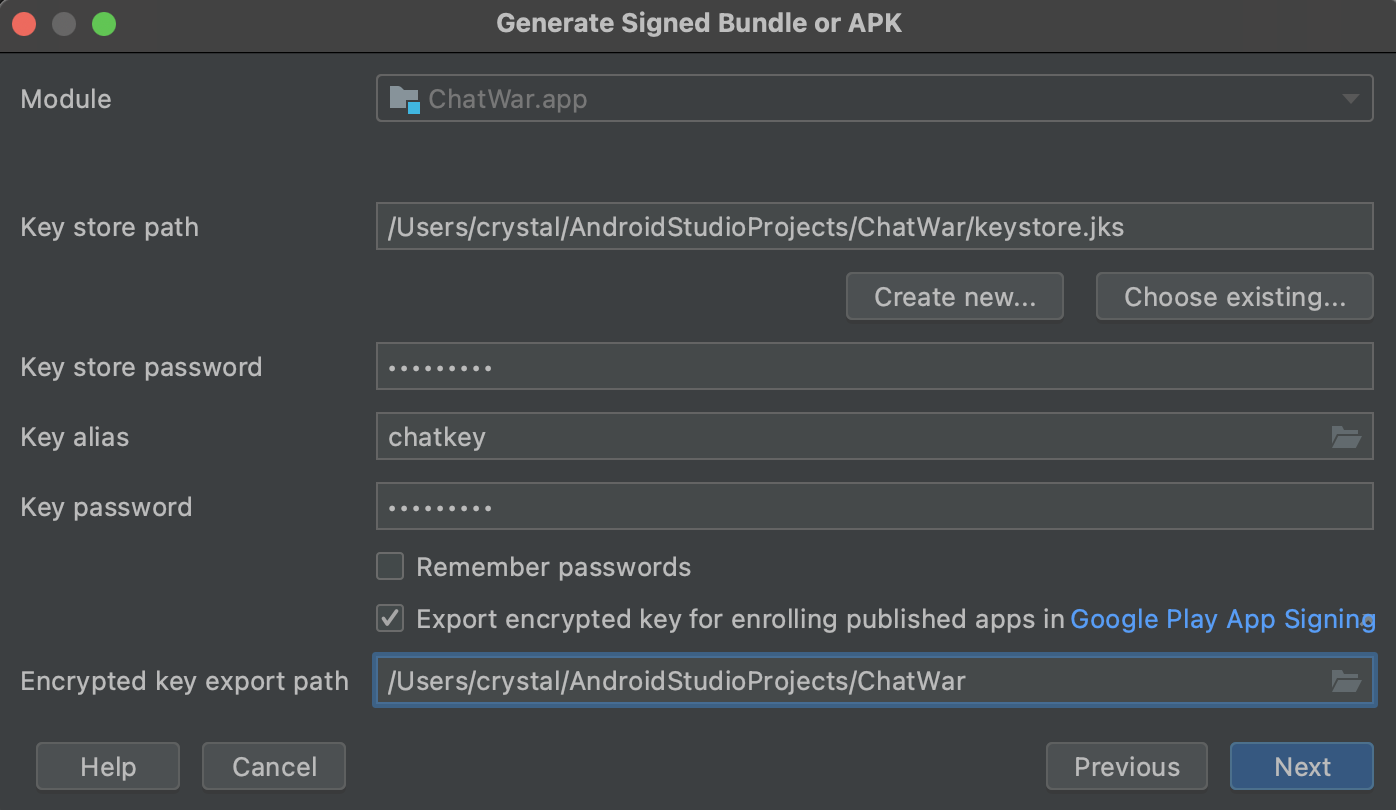 Generate Signed Bundle or APK
Module ChatWar.app
Key store path /Users/crystal/AndroidStudioProjects/ChatWar/keystore.jks
Create new... Choose existing...
Key store password •••••••••
Key alias chatkey
Key password •••••••••
Remember passwords
Export encrypted key for enrolling published apps in Google Play App Signing
Encrypted key export path /Users/crystal/AndroidStudioProjects/ChatWar
Help Cancel Previous Next